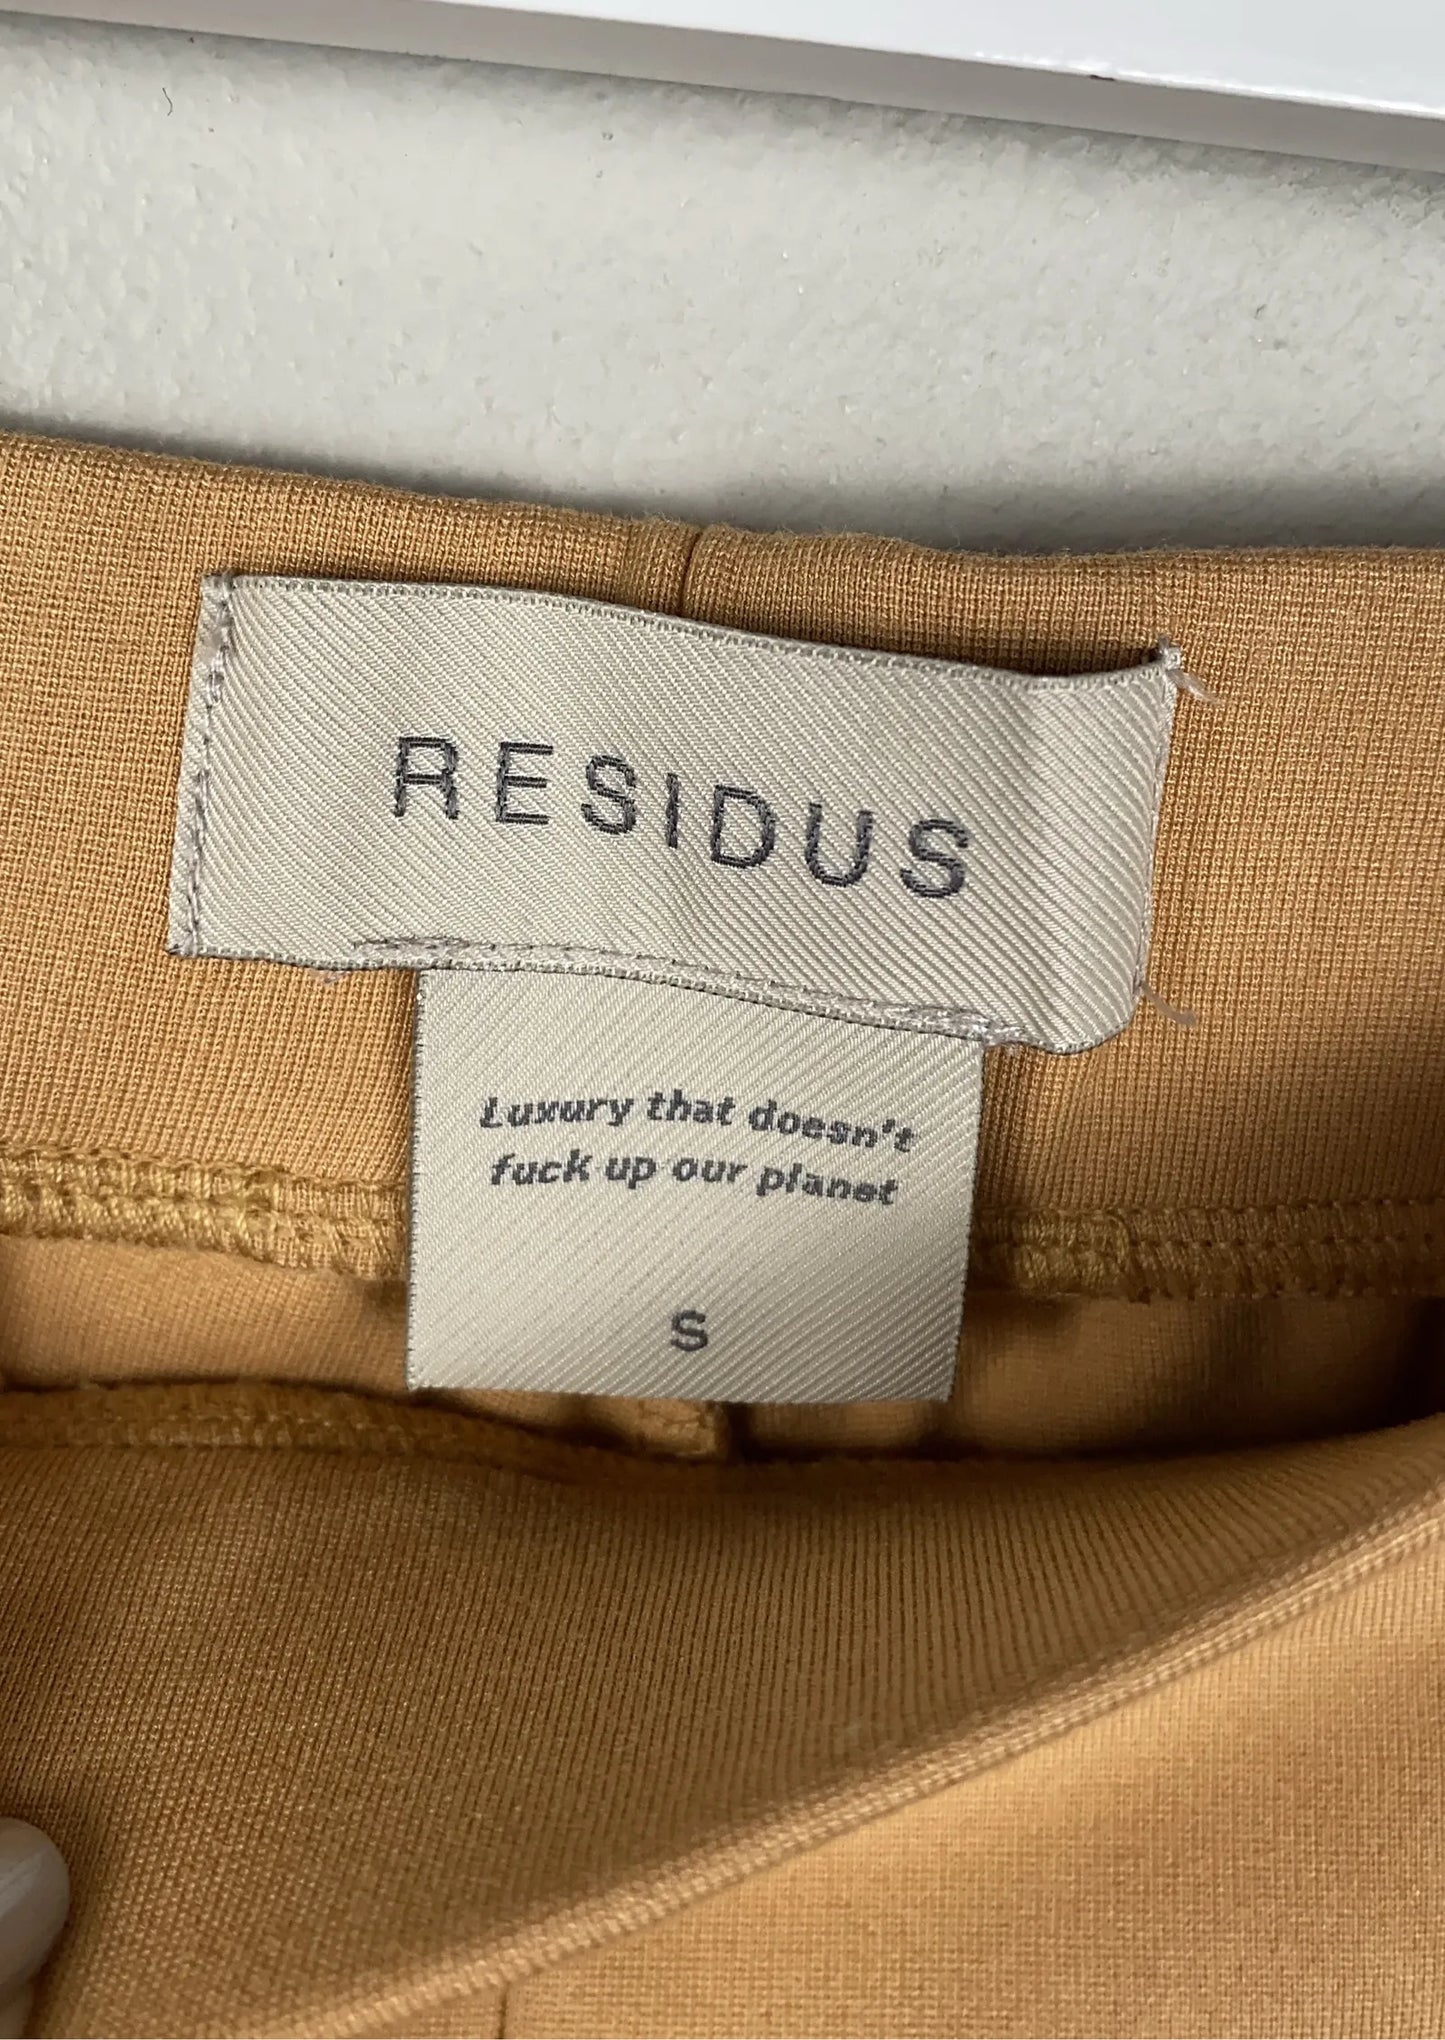 RESIDUS
Luxury that doesn't
fuck up our planet
S